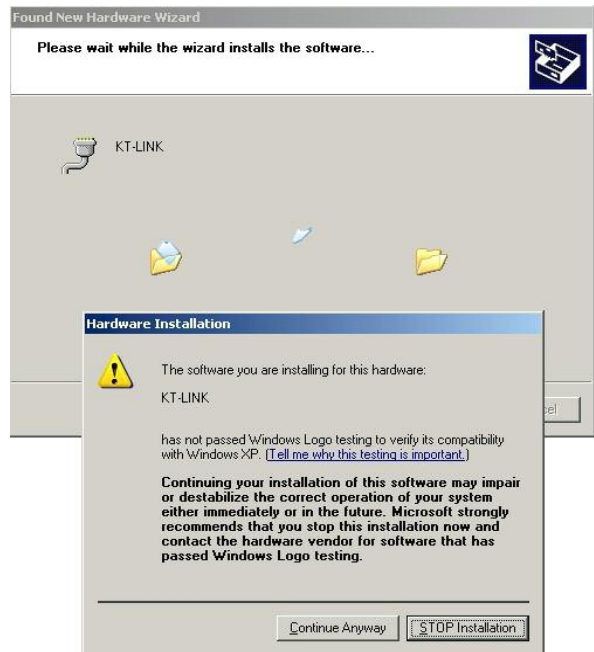 Found New Hardware Wizard
Please wait while the wizard installs the software...
KT-LINK
Hardware Installation
The software you are installing for this hardware:
KT-LINK
has not passed Windows Logo testing to verify its compatibility
with Windows XP. (Tell me why this testing is important.)
Continuing your installation of this software may impair
or destabilize the correct operation of your system
either immediately or in the future. Microsoft strongly
recommends that you stop this installation now and
contact the hardware vendor for software that has
passed Windows Logo testing.
Continue Anyway
STOP Installation